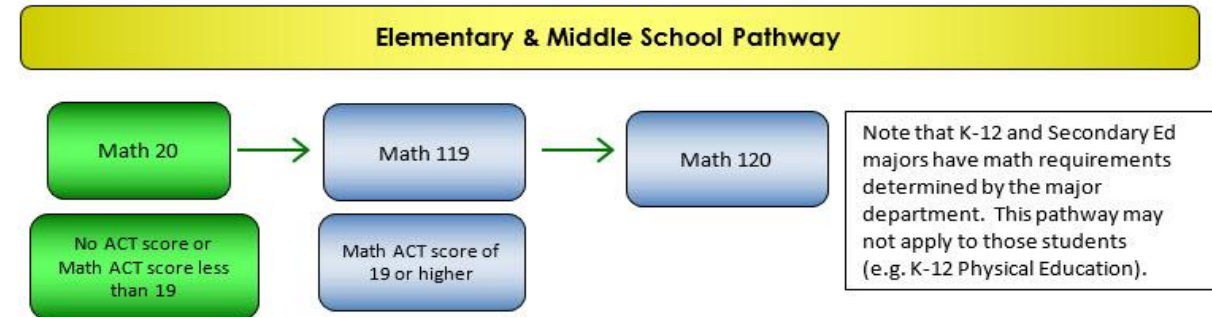 Elementary & Middle School Pathway
Math 20
Math 119
Math 120
No ACT score or
Math ACT score less
than 19
Math ACT score of
19 or higher
Note that K-12 and Secondary Ed
majors have math requirements
determined by the major
department. This pathway may
not apply to those students
(e.g. K-12 Physical Education).